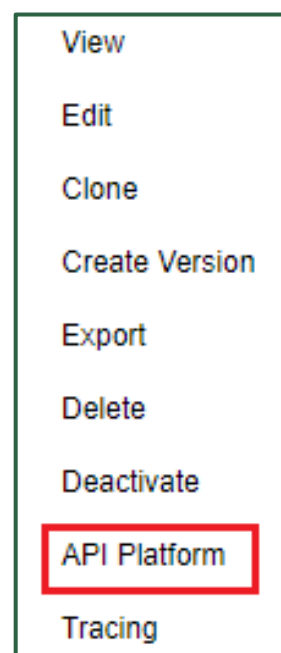 View
Edit
Clone
Create Version
Export
Delete
Deactivate
API Platform
Tracing